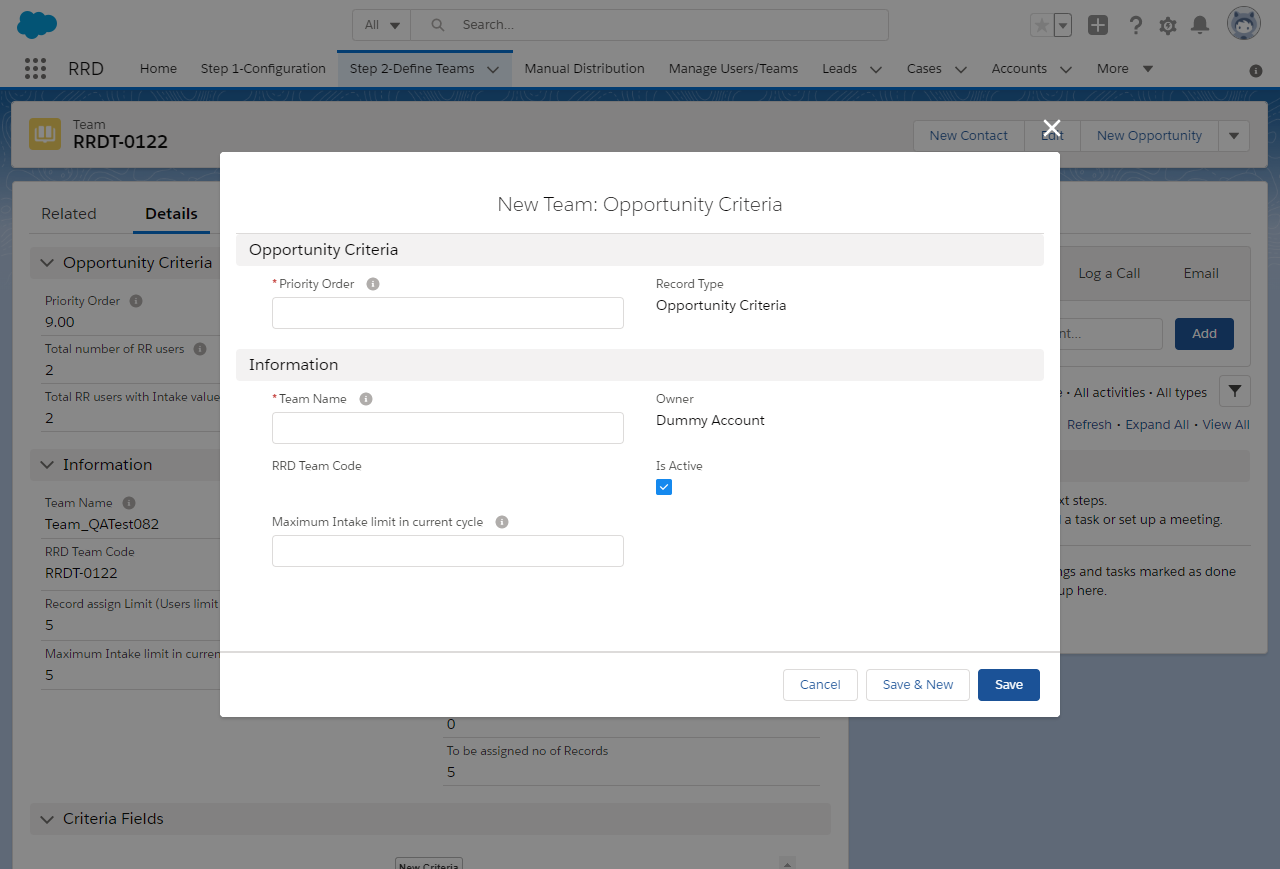 All
Search...
RRD
Home
Step 1-Configuration
Step 2-Define Teams
Manual Distribution
Manage Users/Teams
Leads
Cases
Accounts
More
Team
RRDT-0122
New Contact
Edit
New Opportunity
Related
Details
Opportunity Criteria
Priority Order
9.00
Total number of RR users
2
Total RR users with Intake value
2
Information
Team Name
Team_QATest082
RRD Team Code
RRDT-0122
Record assign Limit (Users limit
5
Maximum Intake limit in curren
5
0
To be assigned no of Records
5
Criteria Fields
New Criteria
New Team: Opportunity Criteria
Opportunity Criteria
*Priority Order
Record Type
Opportunity Criteria
Information
*Team Name
Owner
Dummy Account
RRD Team Code
Is Active
Maximum Intake limit in current cycle
Cancel
Save & New
Save
Log a Call
Email
Add
• All activities • All types
Refresh • Expand All • View All
steps.
a task or set up a meeting.
and tasks marked as done
up here.